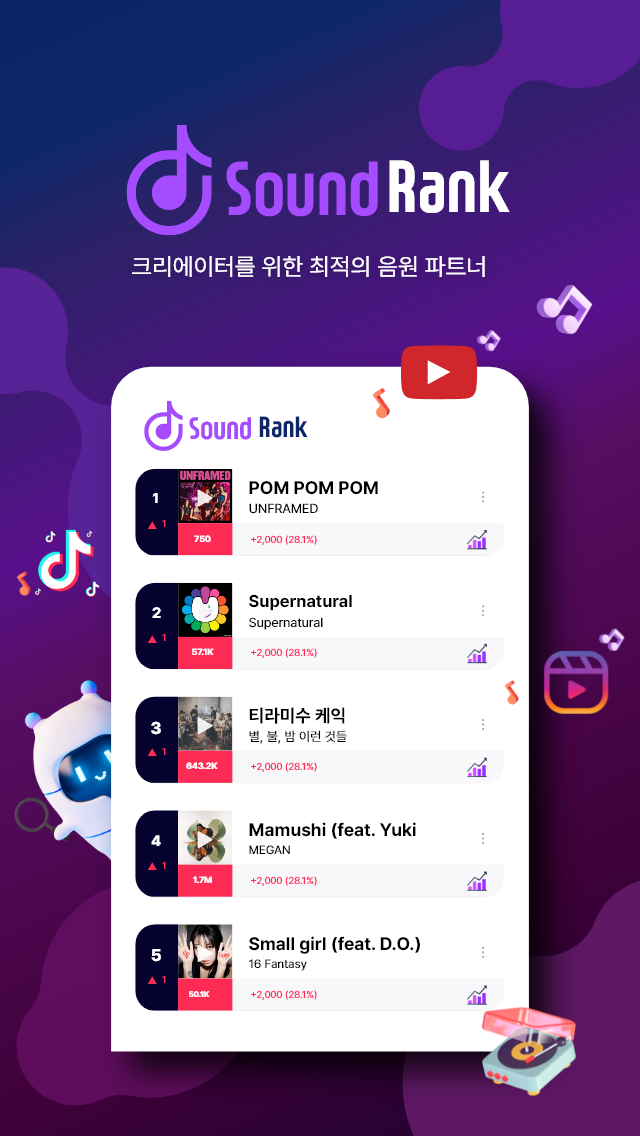 Sound Rank
크리에이터를 위한 최적의 음원 파트너
Sound Rank
1
▲ 1
UNFRAMED
750
POM POM POM
UNFRAMED
+2,000 (28.1%)
2
▲ 1
57.1K
Supernatural
Supernatural
+2,000 (28.1%)
3
▲ 1
643.2K
티라미수 케익
별, 불, 밤 이런 것들
+2,000 (28.1%)
4
▲ 1
1.7M
Mamushi (feat. Yuki
MEGAN
+2,000 (28.1%)
5
▲ 1
50.1K
Small girl (feat. D.O.)
16 Fantasy
+2,000 (28.1%)